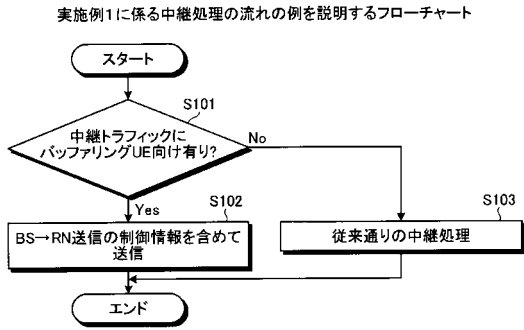 実施例1に係る中継処理の流れの例を説明するフローチャート
スタート
S101
中継トラフィックに
バッファリングUE向け有り?
No
Yes
S102
BS→RN送信の制御情報を含めて
送信
S103
従来通りの中継処理
エンド